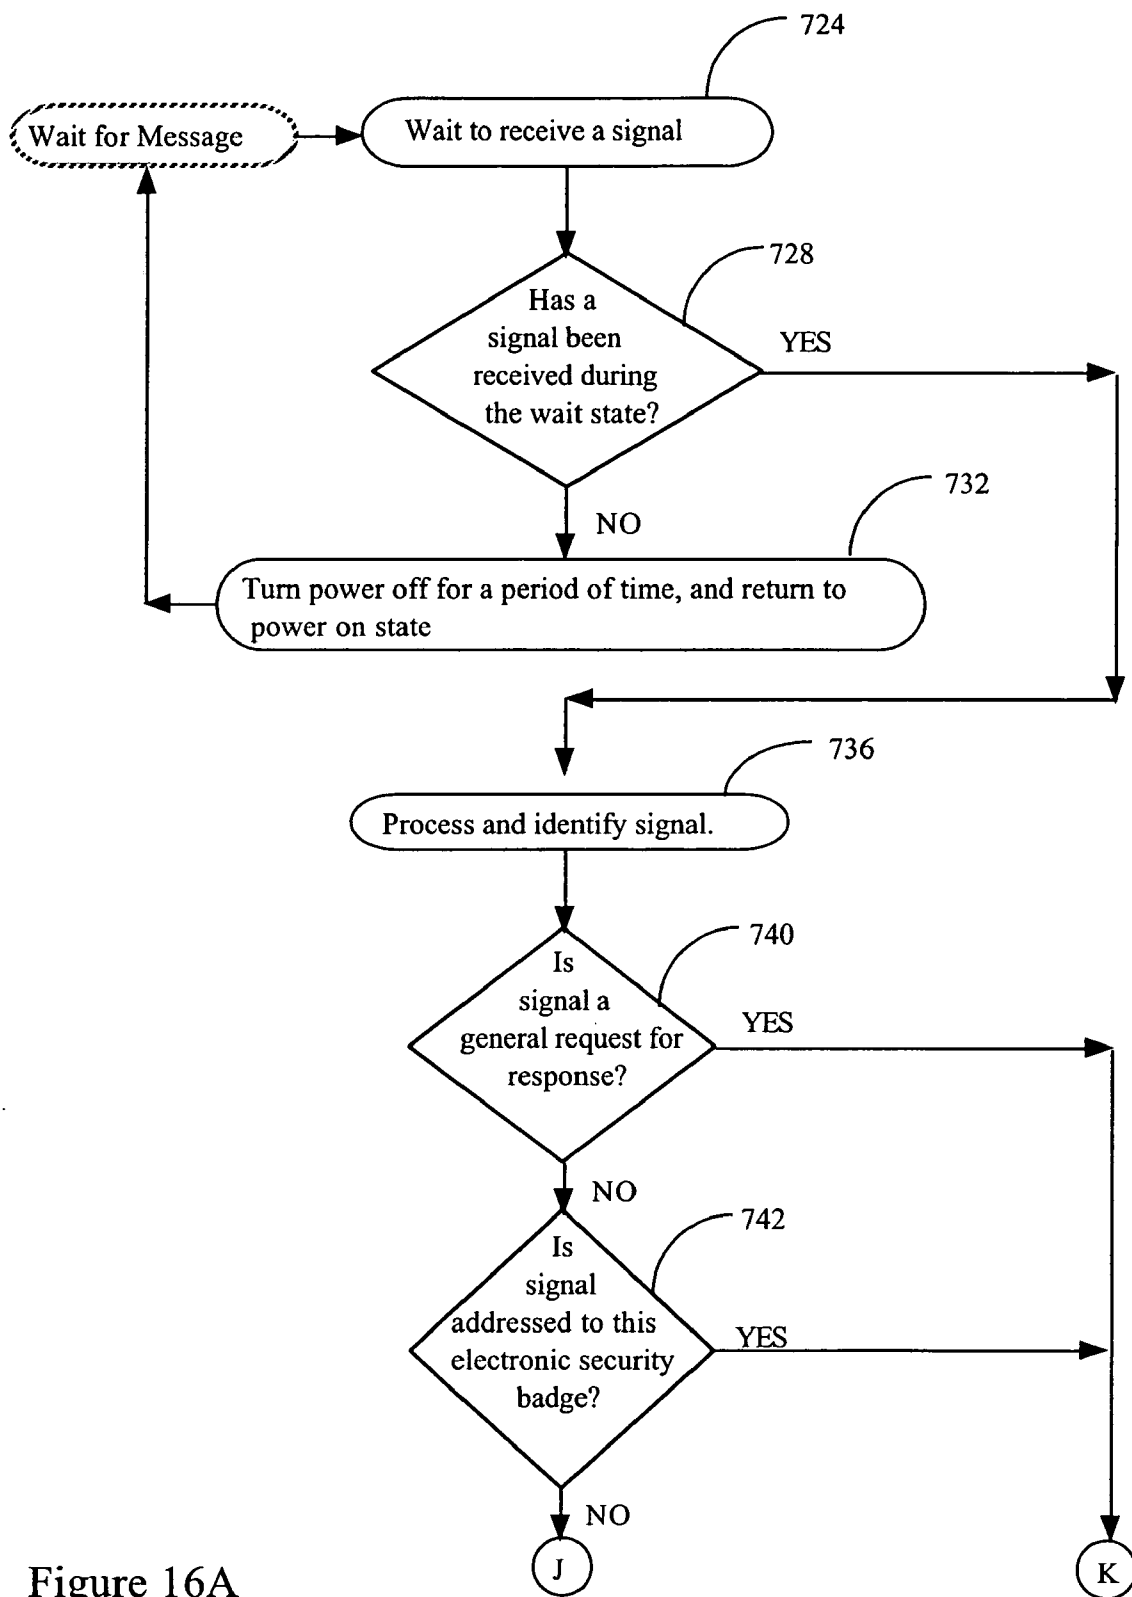 724
Wait for Message
Wait to receive a signal
728
Has a
signal been
received during
the wait state?
YES
732
NO
Turn power off for a period of time, and return to
power on state
736
Process and identify signal.
740
Is
signal a
general request for
response?
YES
NO
742
Is
signal
addressed to this
electronic security
badge?
YES
NO
J
K
Figure 16A